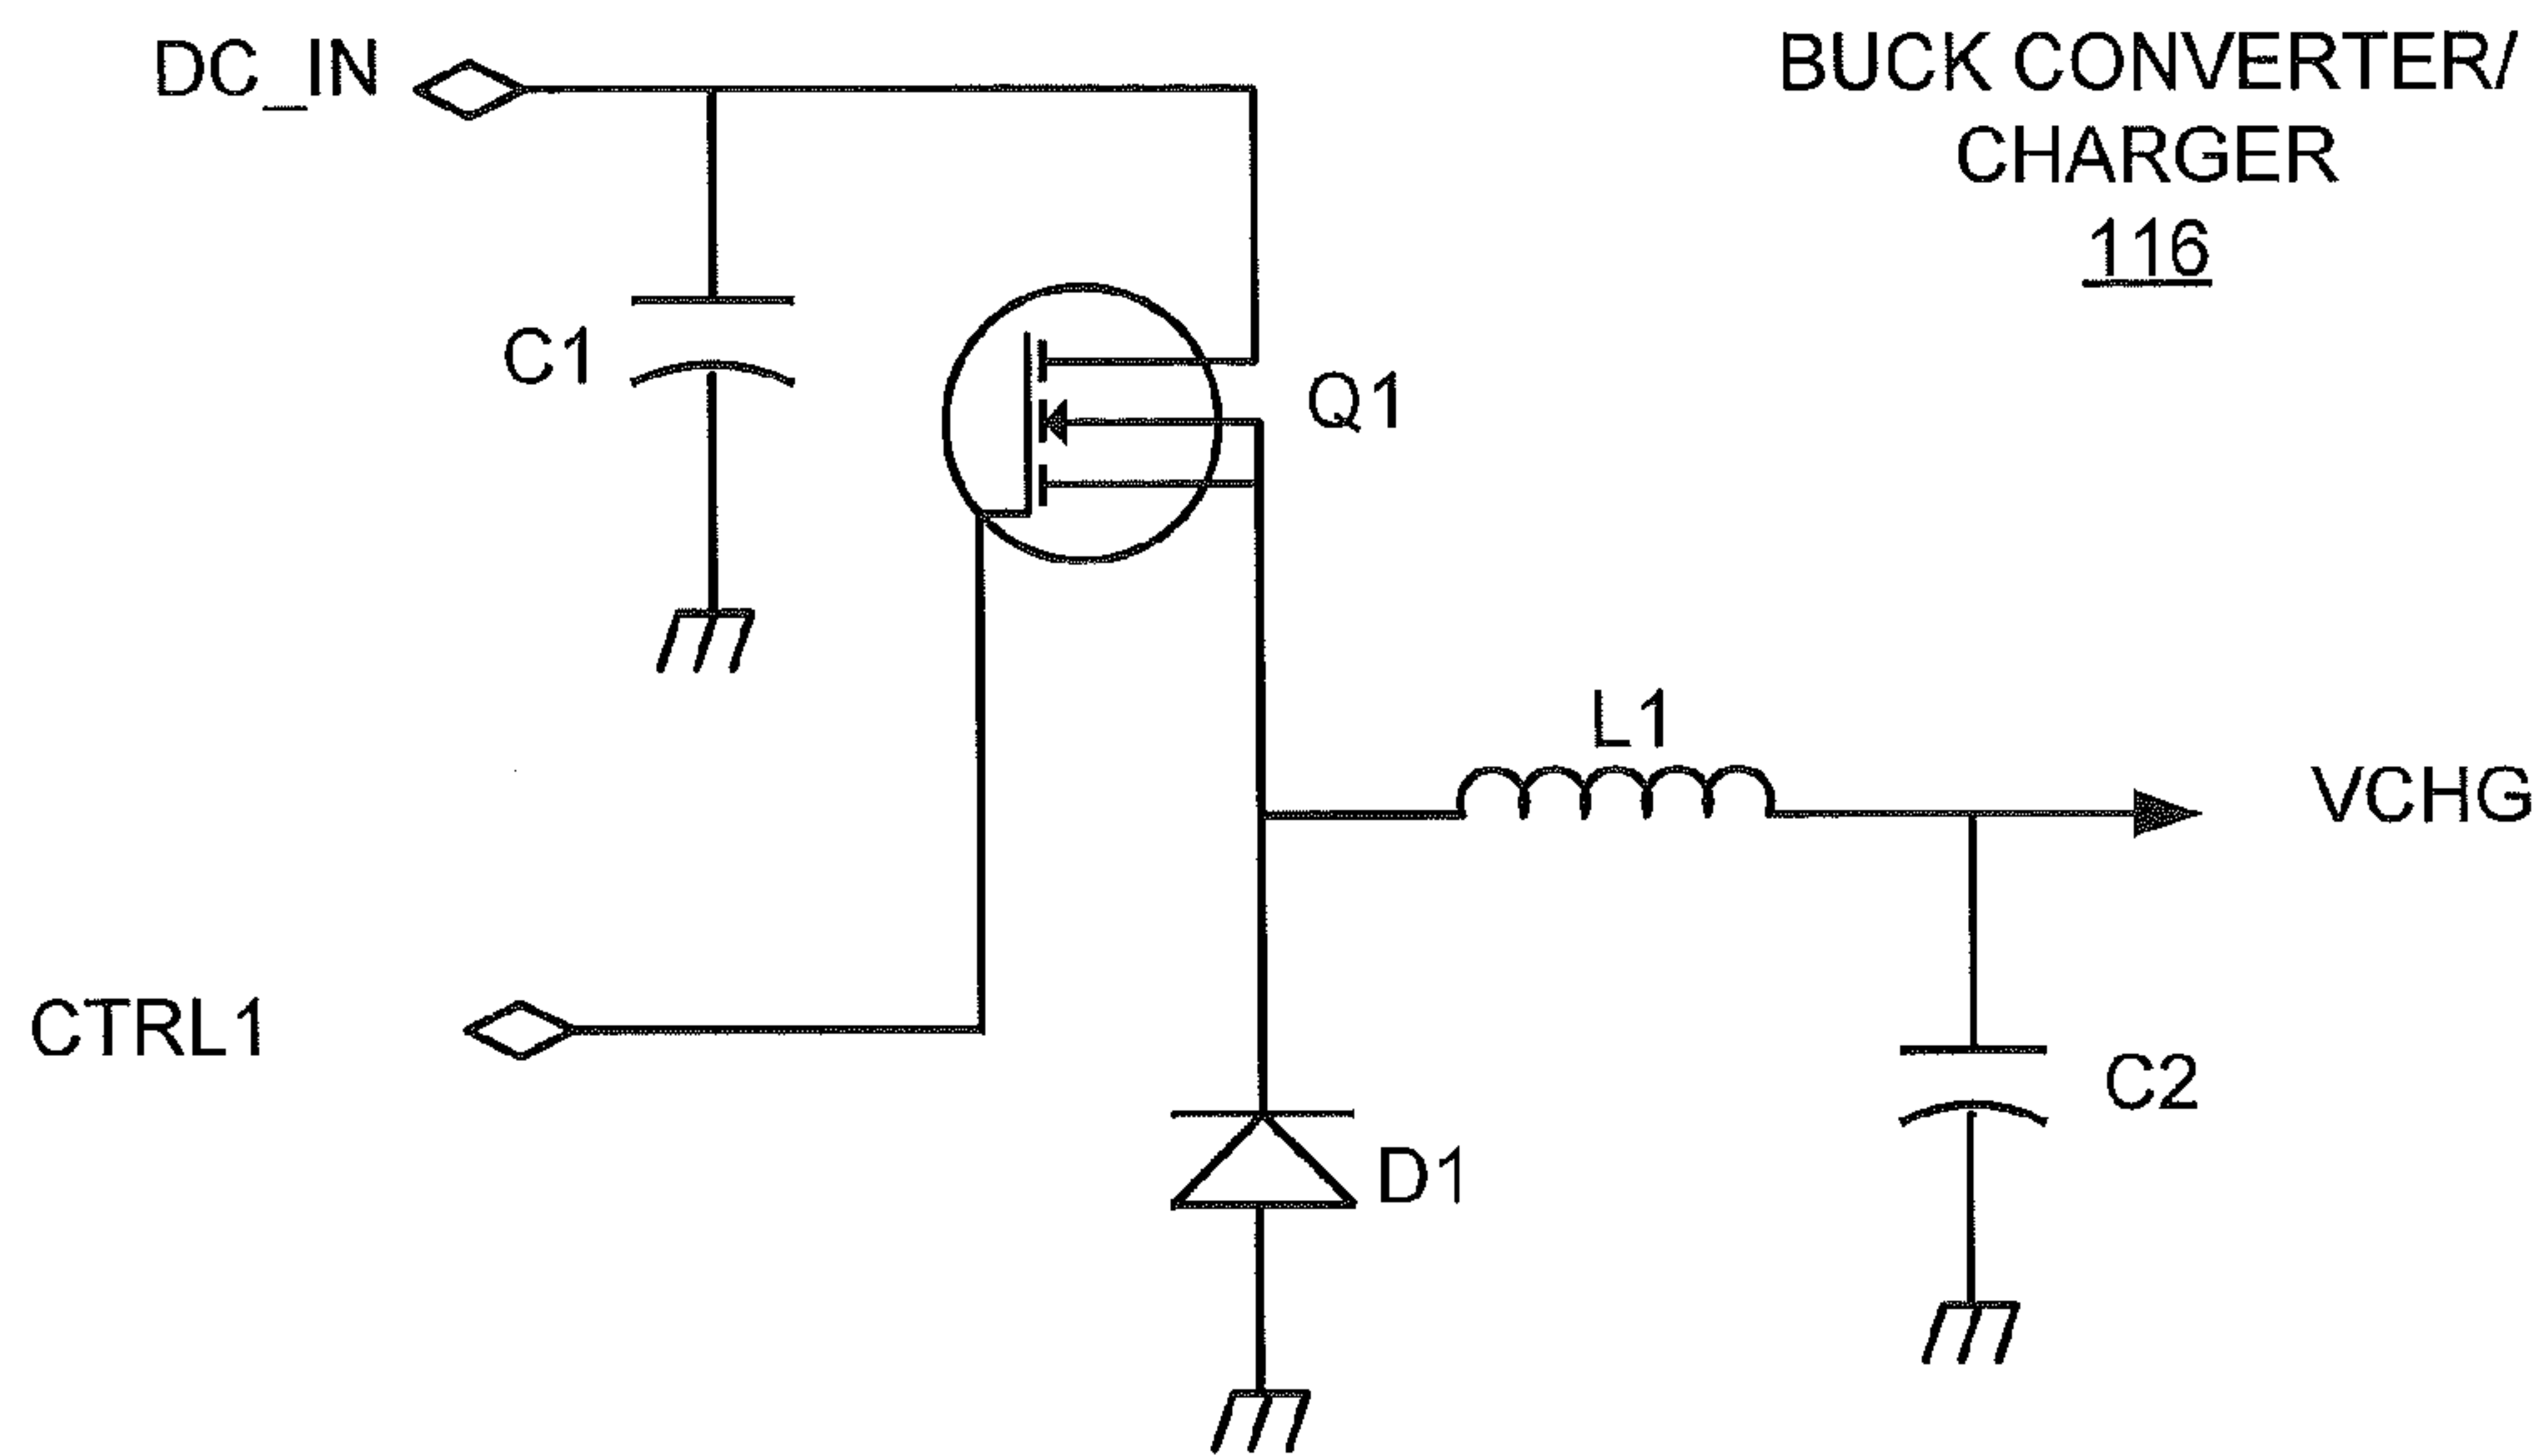 DC_IN
BUCK CONVERTER/
CHARGER
116
C1
Q1
L1
VCHG
CTRL1
C2
D1